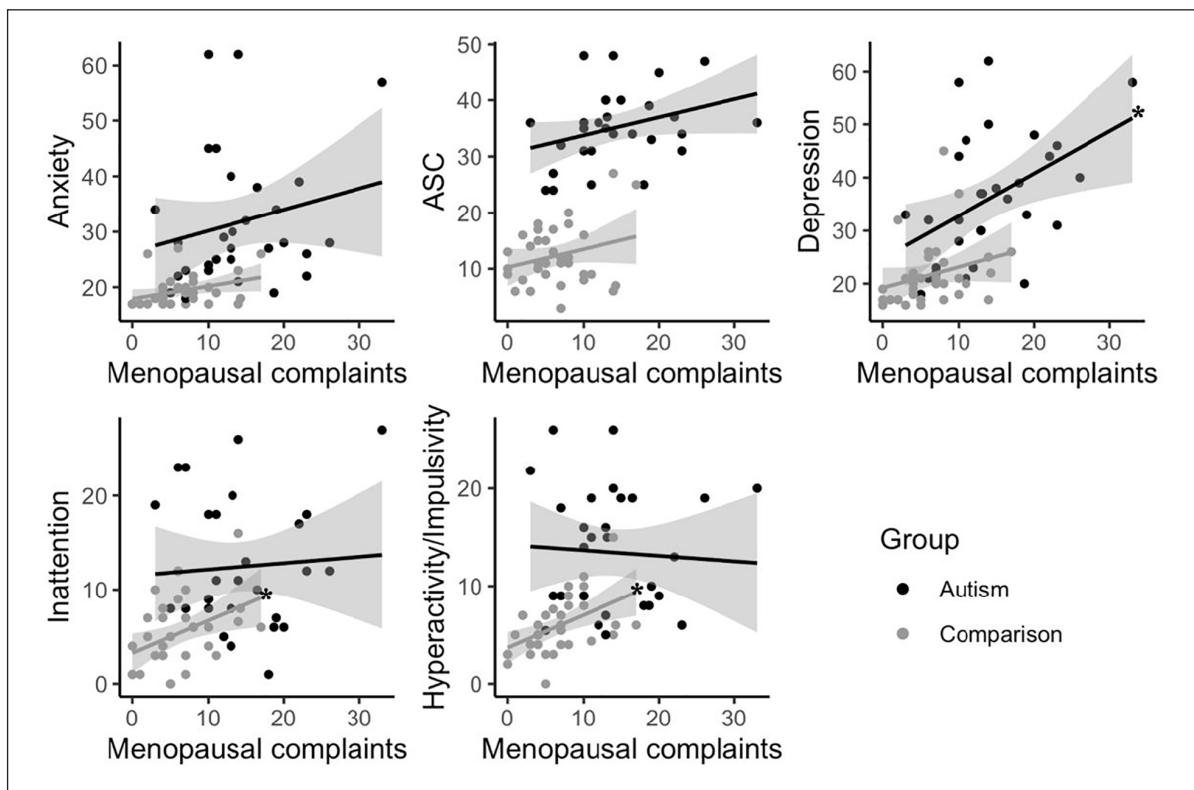 Anxiety
60
50
40
30
20
0 10 20 30
Menopausal complaints
ASC
50
40
30
20
10
0 10 20 30
Menopausal complaints
Depression
60
50
40
30
20
*
0 10 20 30
Menopausal complaints
Inattention
20
10
0
*
0 10 20 30
Menopausal complaints
Hyperactivity/Impulsivity
20
10
0
*
0 10 20 30
Menopausal complaints
Group
Autism
Comparison